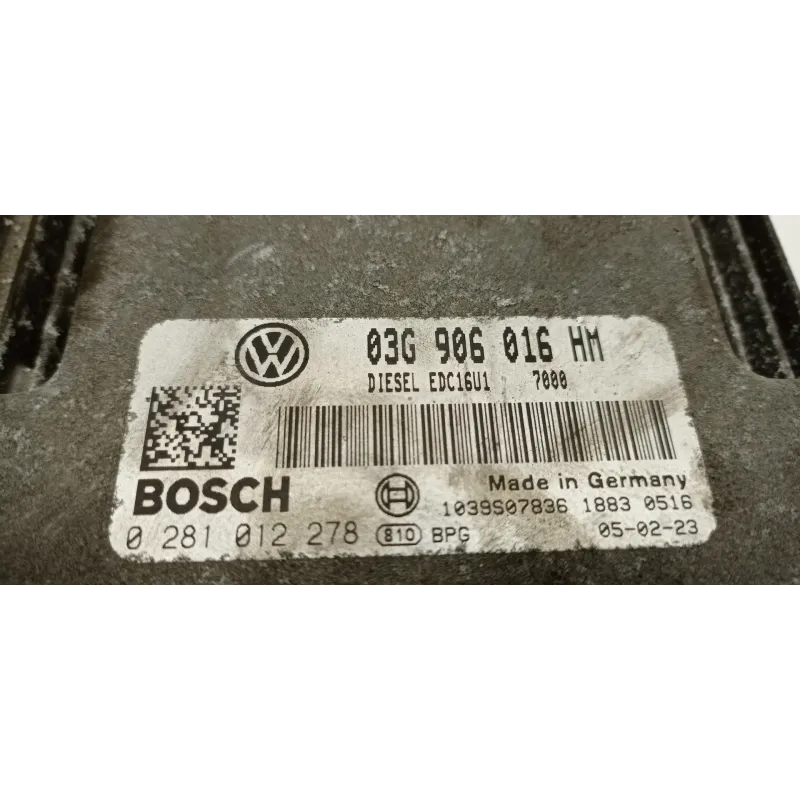 03G 906 016 HM
DIESEL EDC16U1 7000
BOSCH
Made in Germany
1039S07836 1883 0516
0 281 012 278 810 BPG 05-02-23